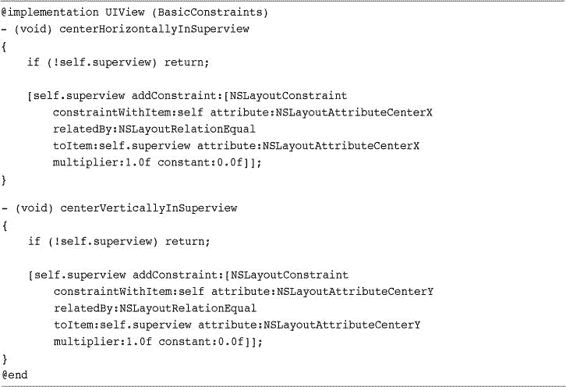 @implementation UIView (BasicConstraints)
- (void) centerHorizontallyInSuperview
{
    if (!self.superview) return;

    [self.superview addConstraint:[NSLayoutConstraint
        constraintWithItem:self attribute:NSLayoutAttributeCenterX
        relatedBy:NSLayoutRelationEqual
        toItem:self.superview attribute:NSLayoutAttributeCenterX
        multiplier:1.0f constant:0.0f]];
}

- (void) centerVerticallyInSuperview
{
    if (!self.superview) return;

    [self.superview addConstraint:[NSLayoutConstraint
        constraintWithItem:self attribute:NSLayoutAttributeCenterY
        relatedBy:NSLayoutRelationEqual
        toItem:self.superview attribute:NSLayoutAttributeCenterY
        multiplier:1.0f constant:0.0f]];
}
@end